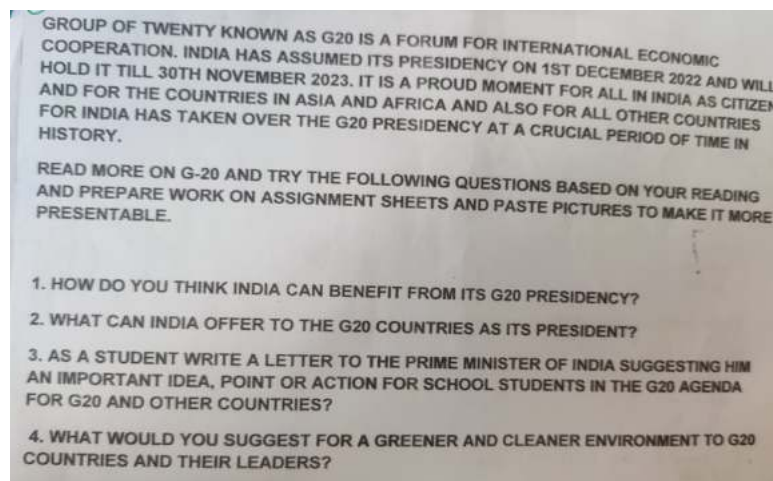 GROUP OF TWENTY KNOWN AS G20 IS A FORUM FOR INTERNATIONAL ECONOMIC
COOPERATION. INDIA HAS ASSUMED ITS PRESIDENCY ON 1ST DECEMBER 2022 AND WILL
HOLD IT TILL 30TH NOVEMBER 2023. IT IS A PROUD MOMENT FOR ALL IN INDIA AS CITIZEN
AND FOR THE COUNTRIES IN ASIA AND AFRICA AND ALSO FOR ALL OTHER COUNTRIES
FOR INDIA HAS TAKEN OVER THE G20 PRESIDENCY AT A CRUCIAL PERIOD OF TIME IN
HISTORY.
READ MORE ON G-20 AND TRY THE FOLLOWING QUESTIONS BASED ON YOUR READING
AND PREPARE WORK ON ASSIGNMENT SHEETS AND PASTE PICTURES TO MAKE IT MORE
PRESENTABLE.
1. HOW DO YOU THINK INDIA CAN BENEFIT FROM ITS G20 PRESIDENCY?
2. WHAT CAN INDIA OFFER TO THE G20 COUNTRIES AS ITS PRESIDENT?
3. AS A STUDENT WRITE A LETTER TO THE PRIME MINISTER OF INDIA SUGGESTING HIM
AN IMPORTANT IDEA, POINT OR ACTION FOR SCHOOL STUDENTS IN THE G20 AGENDA
FOR G20 AND OTHER COUNTRIES?
4. WHAT WOULD YOU SUGGEST FOR A GREENER AND CLEANER ENVIRONMENT TO G20
COUNTRIES AND THEIR LEADERS?